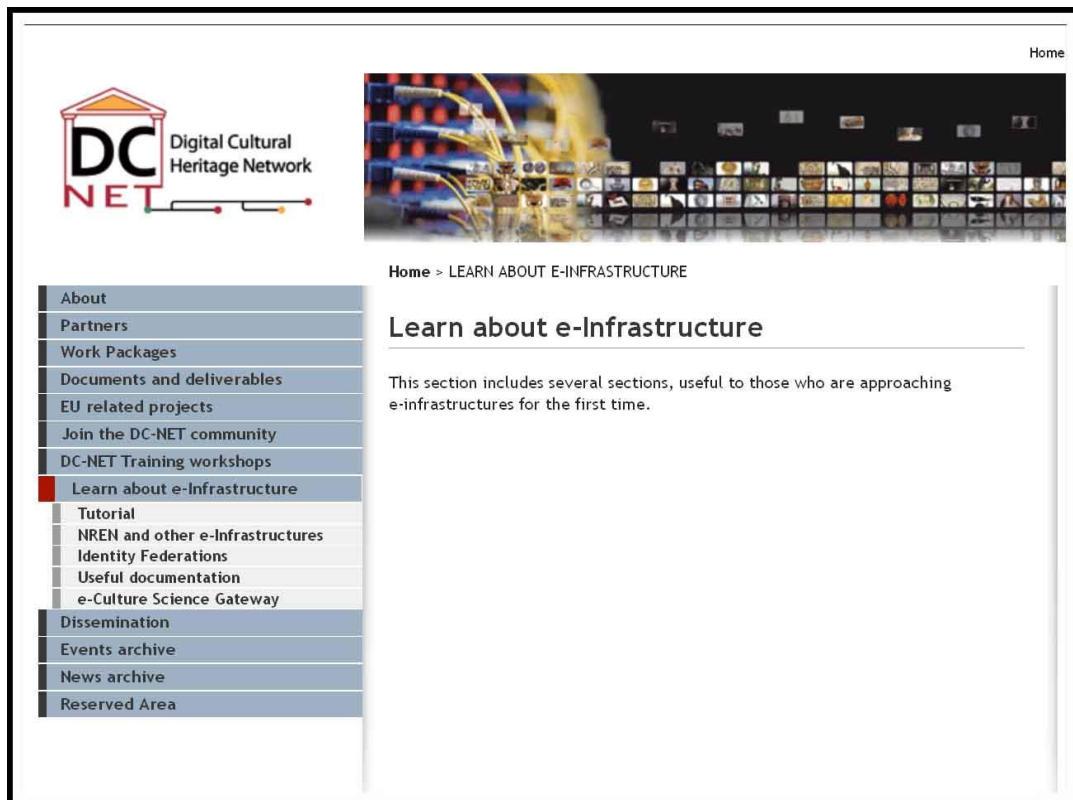 Home
DC
NET
Digital Cultural
Heritage Network
Home > LEARN ABOUT E-INFRASTRUCTURE
About
Partners
Work Packages
Documents and deliverables
EU related projects
Join the DC-NET community
DC-NET Training workshops
Learn about e-Infrastructure
Tutorial
NREN and other e-Infrastructures
Identity Federations
Useful documentation
e-Culture Science Gateway
Dissemination
Events archive
News archive
Reserved Area
Learn about e-Infrastructure
This section includes several sections, useful to those who are approaching
e-infrastructures for the first time.